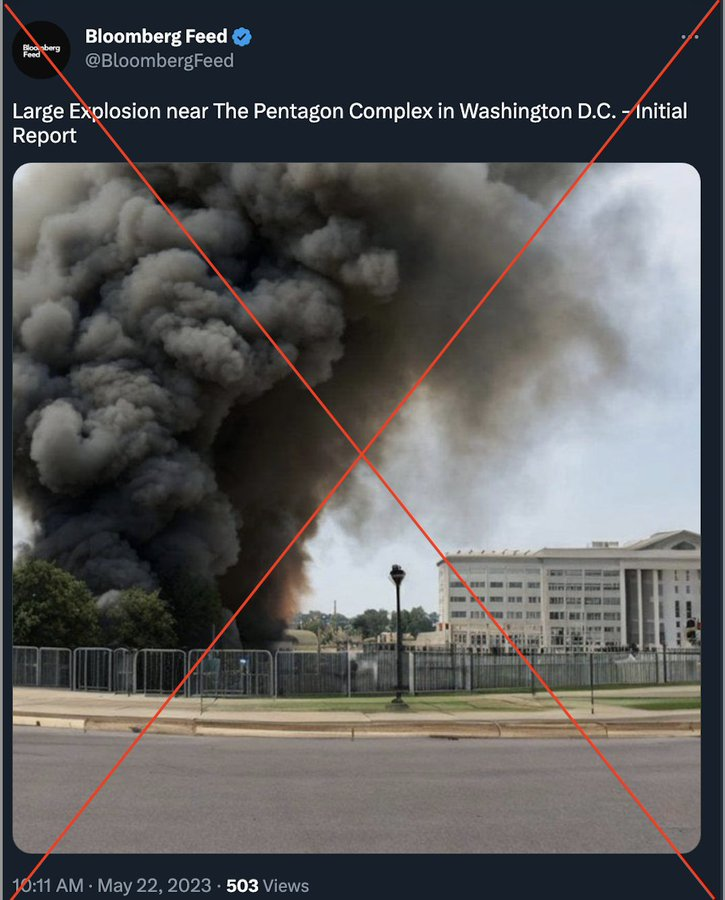 Bloomberg
Feed
Bloomberg Feed
@BloombergFeed
Large Explosion near The Pentagon Complex in Washington D.C. - Initial
Report
10:11 AM · May 22, 2023 · 503 Views